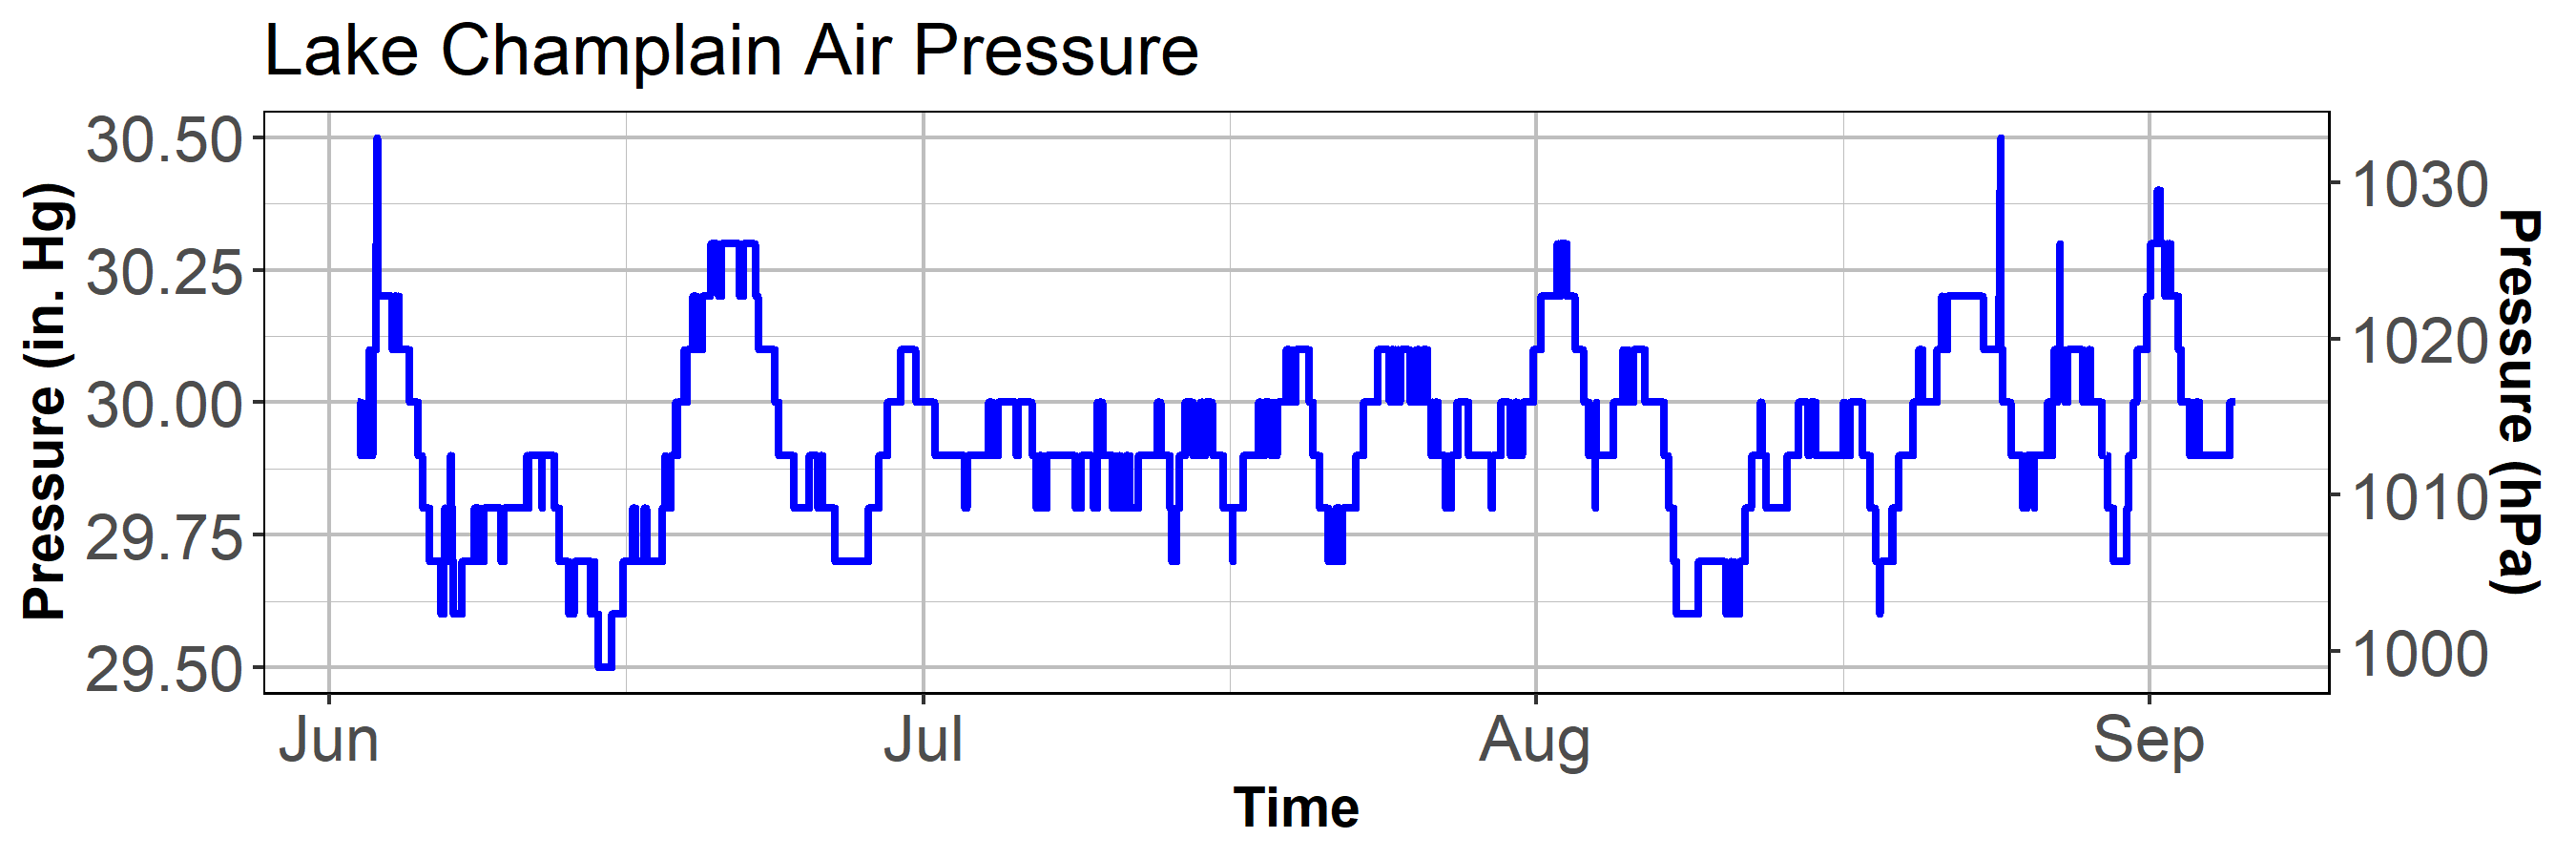 Lake Champlain Air Pressure
Pressure (in. Hg)
30.50
30.25
30.00
29.75
29.50
1030
1020
1010
1000
Pressure (hPa)
Jun Jul Aug Sep
Time